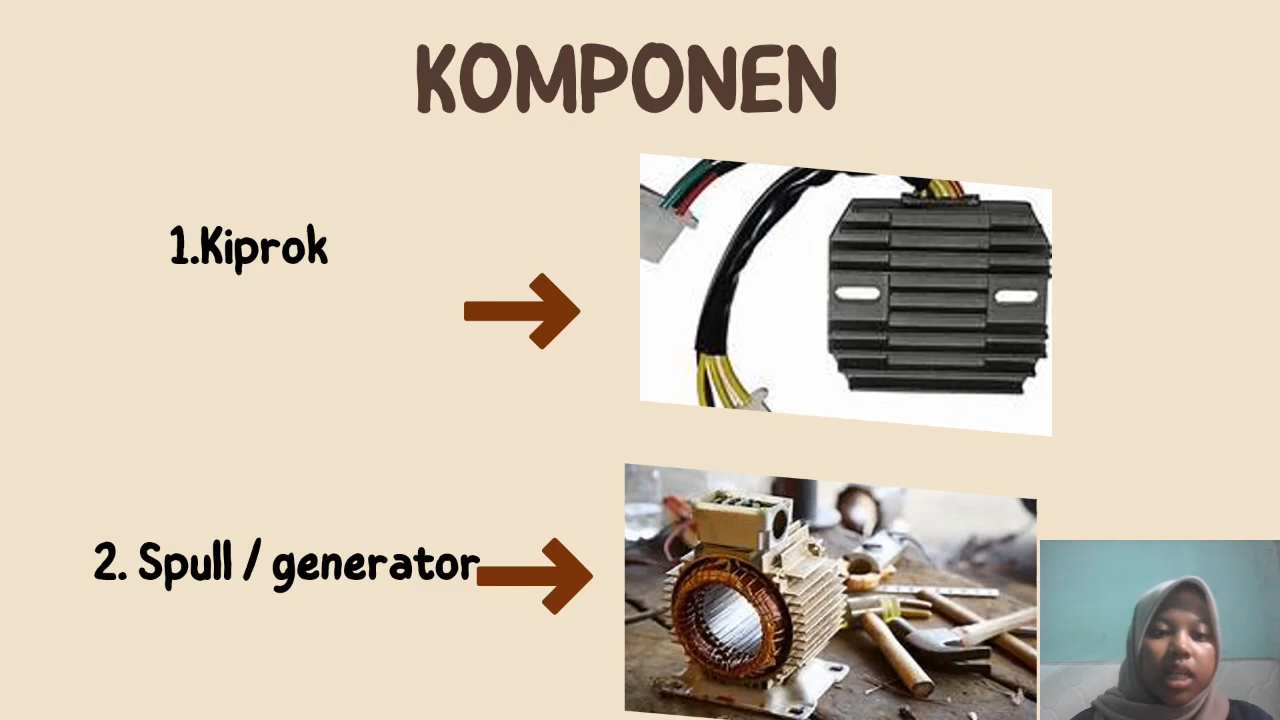 KOMPONEN
1.Kiprok
2. Spull / generator